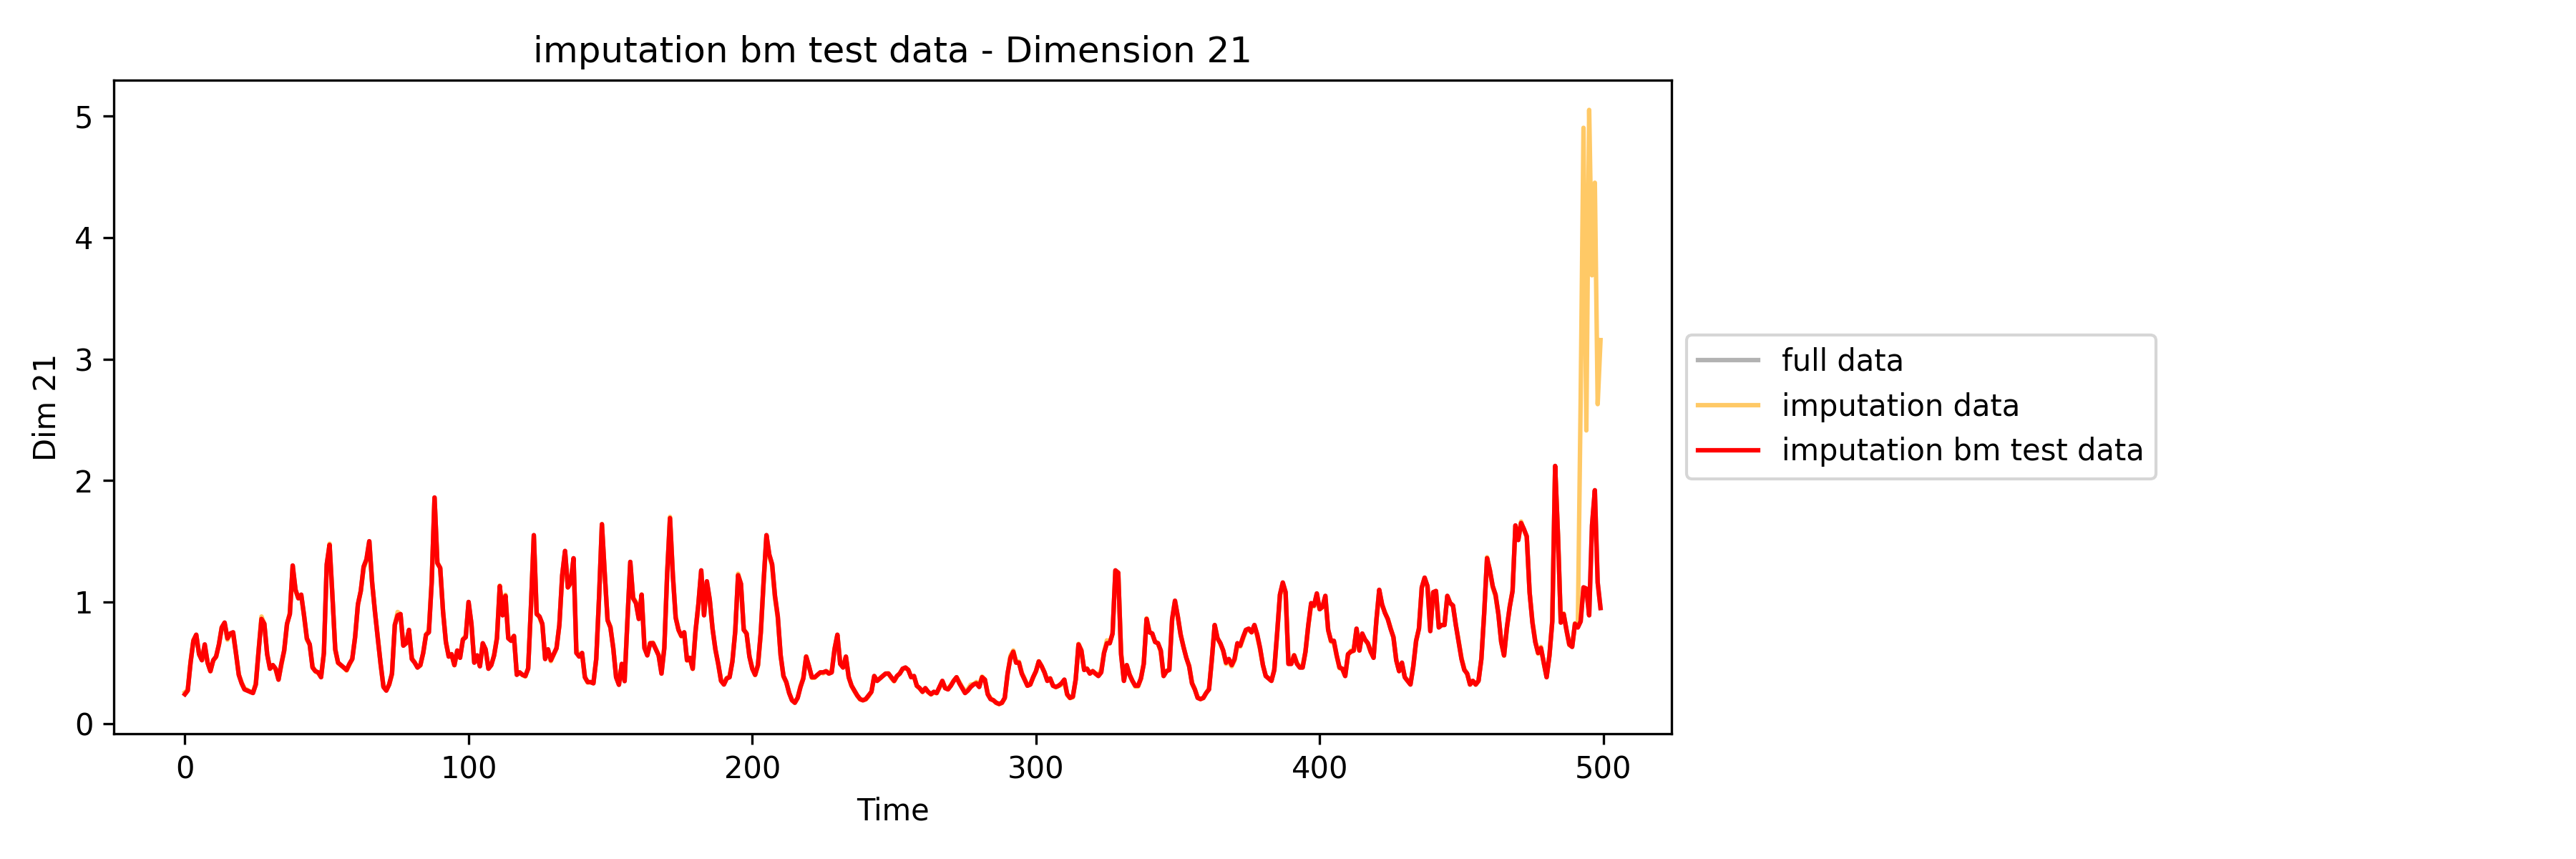 imputation bm test data - Dimension 21
5
4
3
2
1
0
Dim 21
0 100 200 300 400 500
Time
full data
imputation data
imputation bm test data